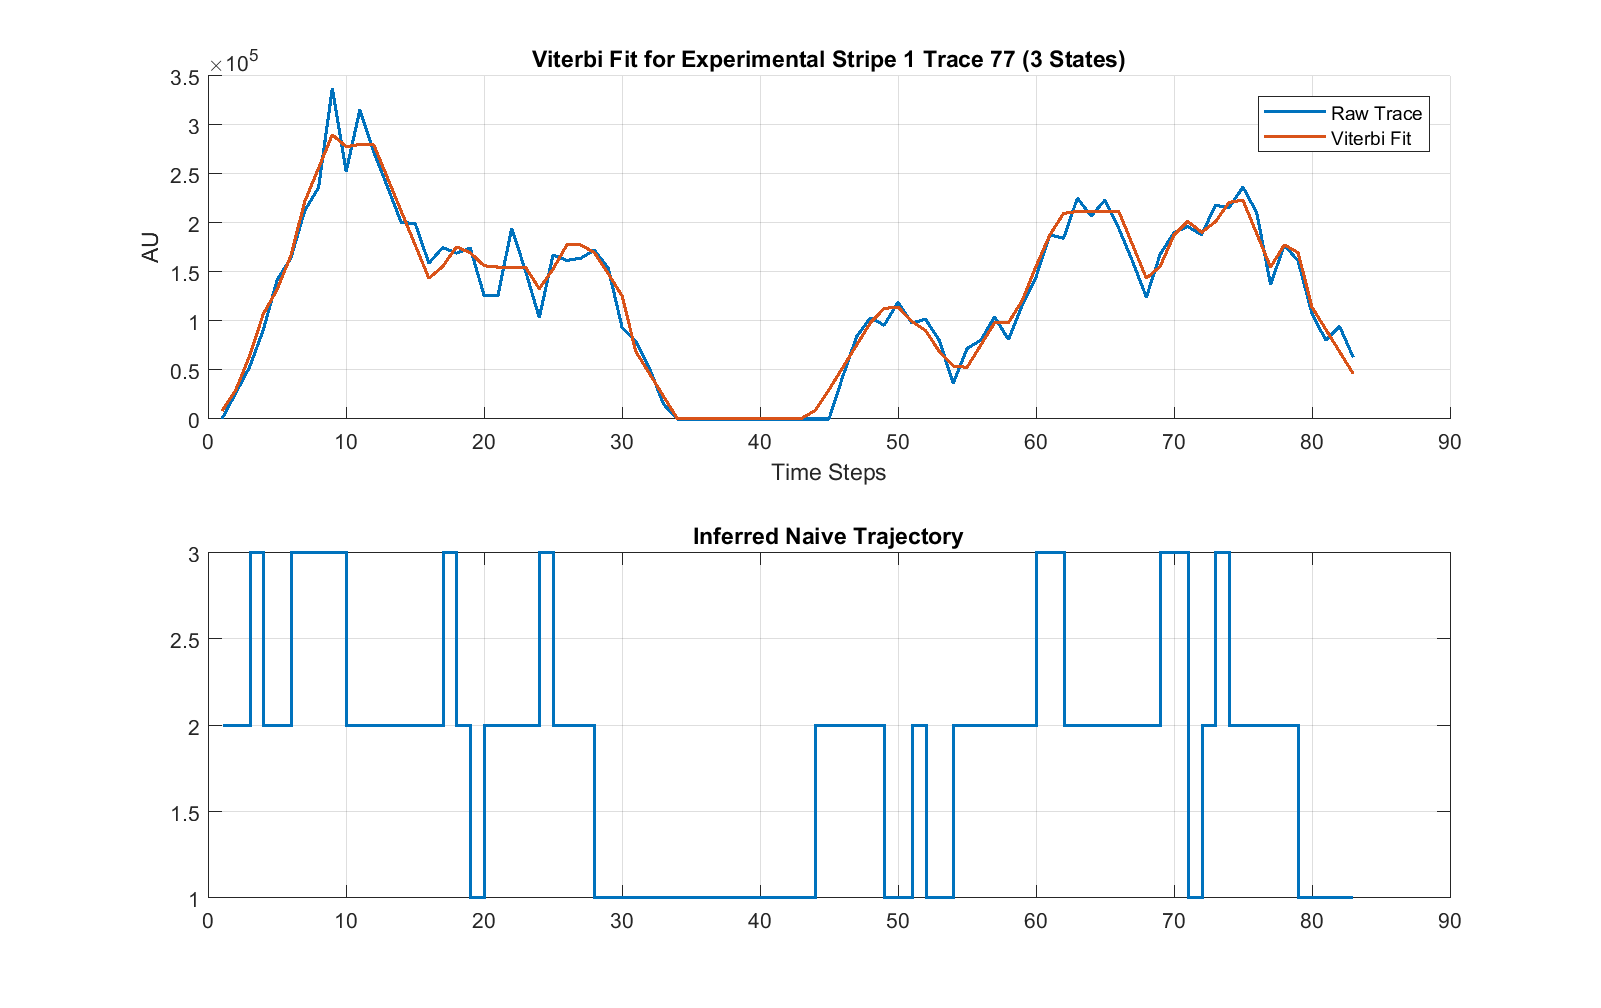 Viterbi Fit for Experimental Stripe 1 Trace 77 (3 States)
×10^5
3.5
3
2.5
2
1.5
1
0.5
0
AU
Raw Trace
Viterbi Fit
0 10 20 30 40 50 60 70 80 90
Time Steps
Inferred Naive Trajectory
3
2.5
2
1.5
1
0 10 20 30 40 50 60 70 80 90